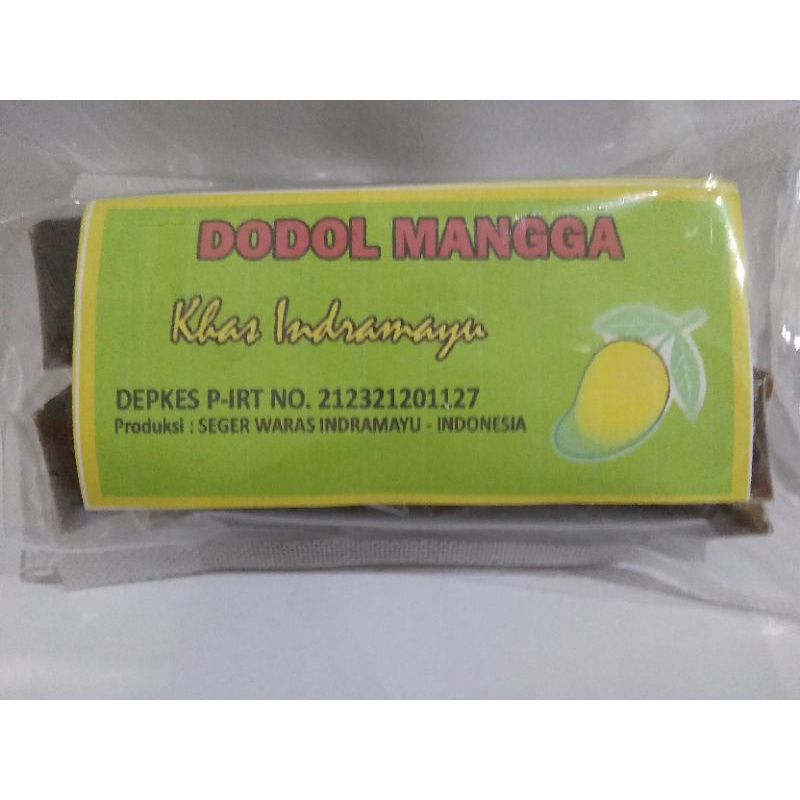 DODOL MANGGA
Khas Indramayu
DEPKES P-IRT NO. 212321201127
Produksi : SEGER WARAS INDRAMAYU - INDONESIA